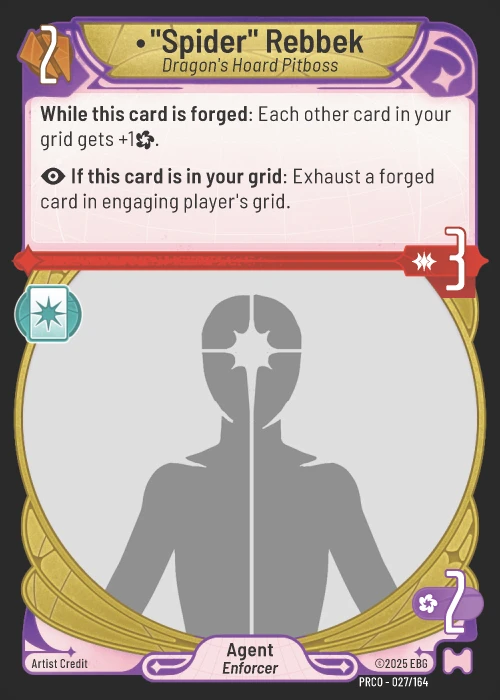 2
• "Spider" Rebbek
Dragon's Hoard Pitboss
While this card is forged: Each other card in your
grid gets +1.
If this card is in your grid: Exhaust a forged
card in engaging player's grid.
3
2
Agent
Enforcer
Artist Credit
©2025 EBG
PRCO - 027/164